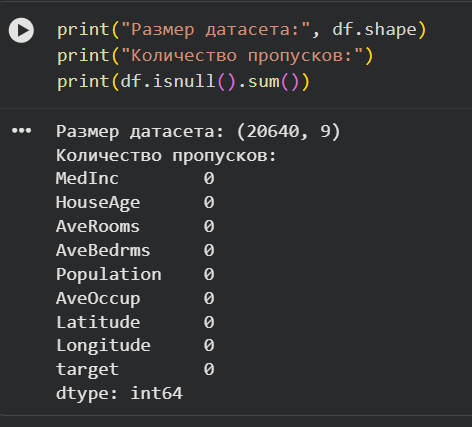 print("Размер датасета:", df.shape)
print("Количество пропусков:")
print(df.isnull().sum())
Размер датасета: (20640, 9)
Количество пропусков:
MedInc        0
HouseAge      0
AveRooms      0
AveBedrms     0
Population    0
AveOccup      0
Latitude      0
Longitude     0
target        0
dtype: int64